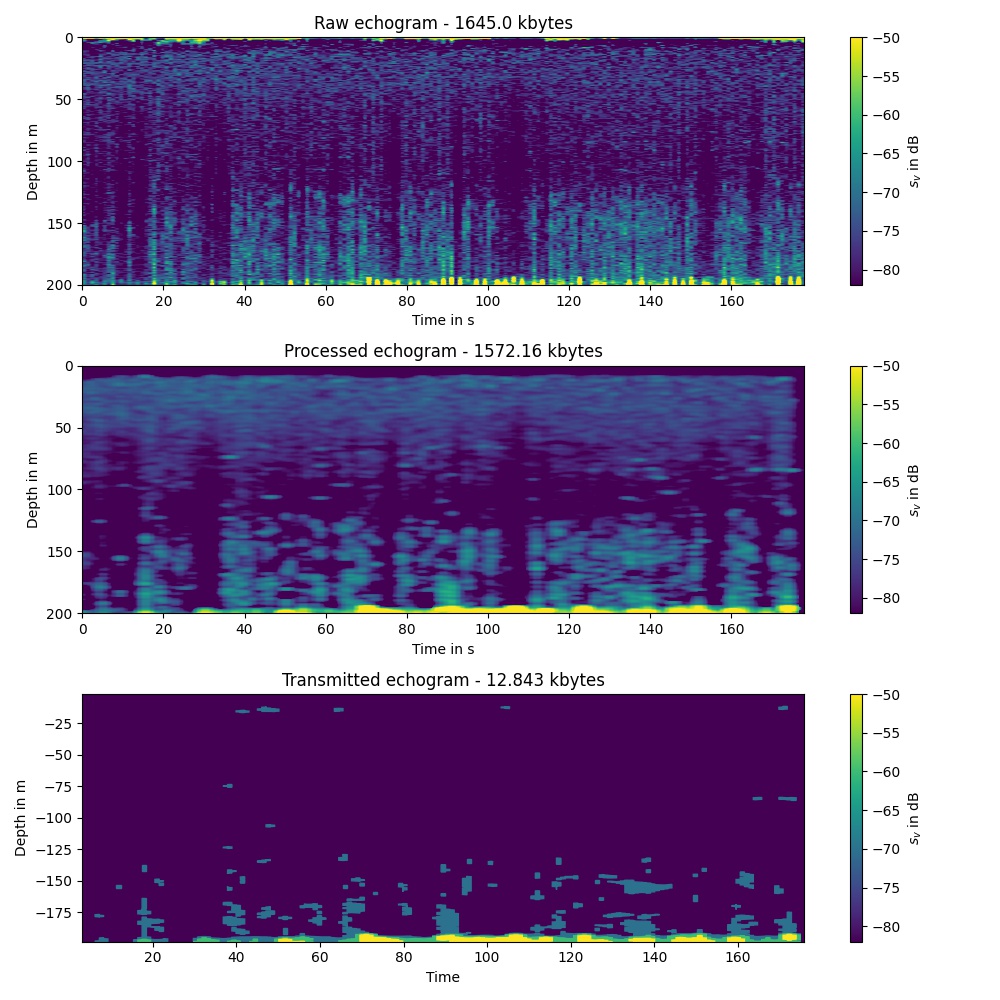 Raw echogram - 1645.0 kbytes
0
50
100
150
200
Depth in m
0 20 40 60 80 100 120 140 160
Time in s
−50
−55
−60
−65
−70
−75
−80
sv in dB
Processed echogram - 1572.16 kbytes
0
50
100
150
200
Depth in m
0 20 40 60 80 100 120 140 160
Time in s
−50
−55
−60
−65
−70
−75
−80
sv in dB
Transmitted echogram - 12.843 kbytes
−25
−50
−75
−100
−125
−150
−175
Depth in m
20 40 60 80 100 120 140 160
Time
−50
−55
−60
−65
−70
−75
−80
sv in dB